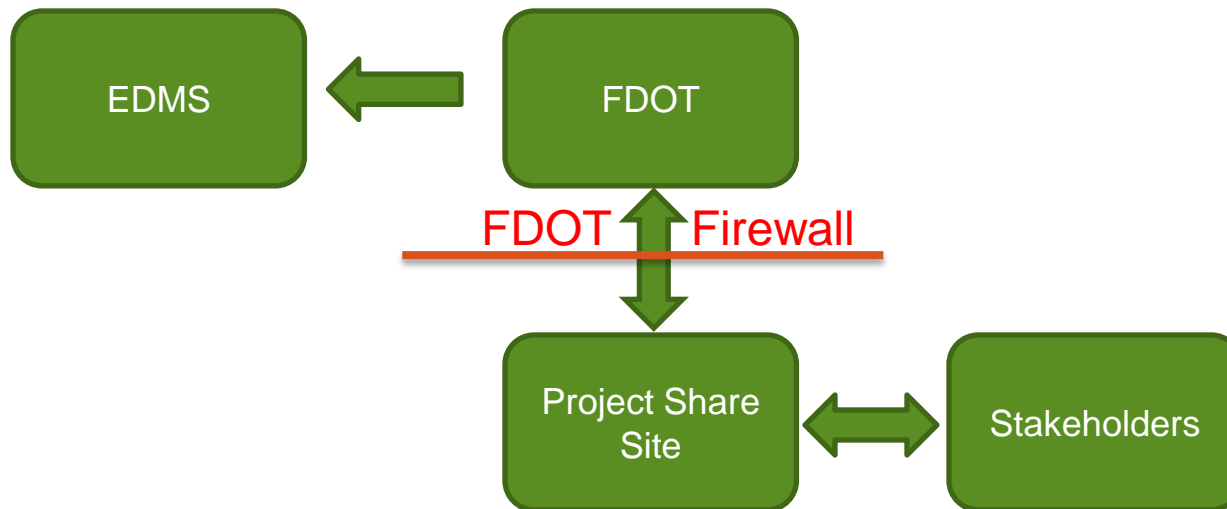 EDMS
FDOT
FDOT Firewall
Project Share
Site
Stakeholders